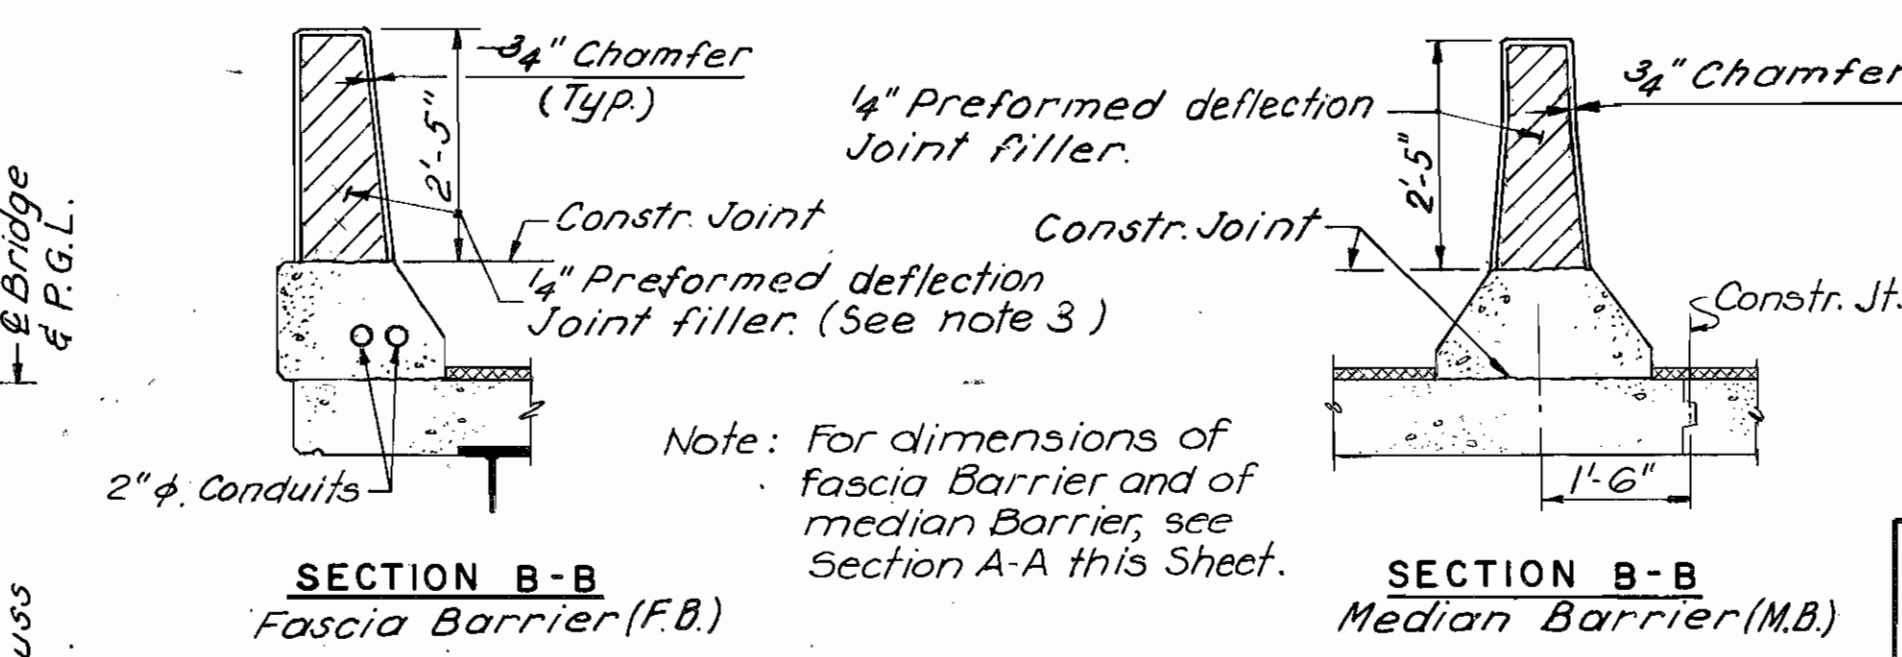 ℄ Bridge
& P.G.L.
3/4" Chamfer
(Typ.)
2'-5"
Constr. Joint
1/4" Preformed deflection
Joint filler. (See note 3)
2" φ. Conduits
SECTION B-B
Fascia Barrier (F.B.)
Note: For dimensions of
fascia Barrier and of
median Barrier, see
Section A-A this Sheet.
1/4" Preformed deflection
Joint filler.
3/4" Chamfer
2'-5"
Constr. Joint
Constr. Jt.
1'-6"
SECTION B-B
Median Barrier (M.B.)